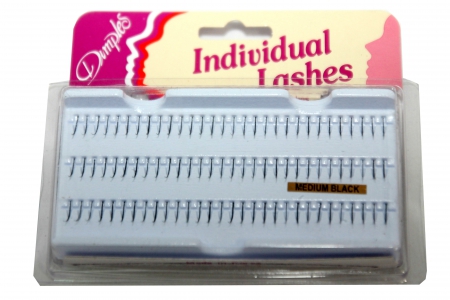 Dimples
Individual
Lashes
MEDIUM BLACK